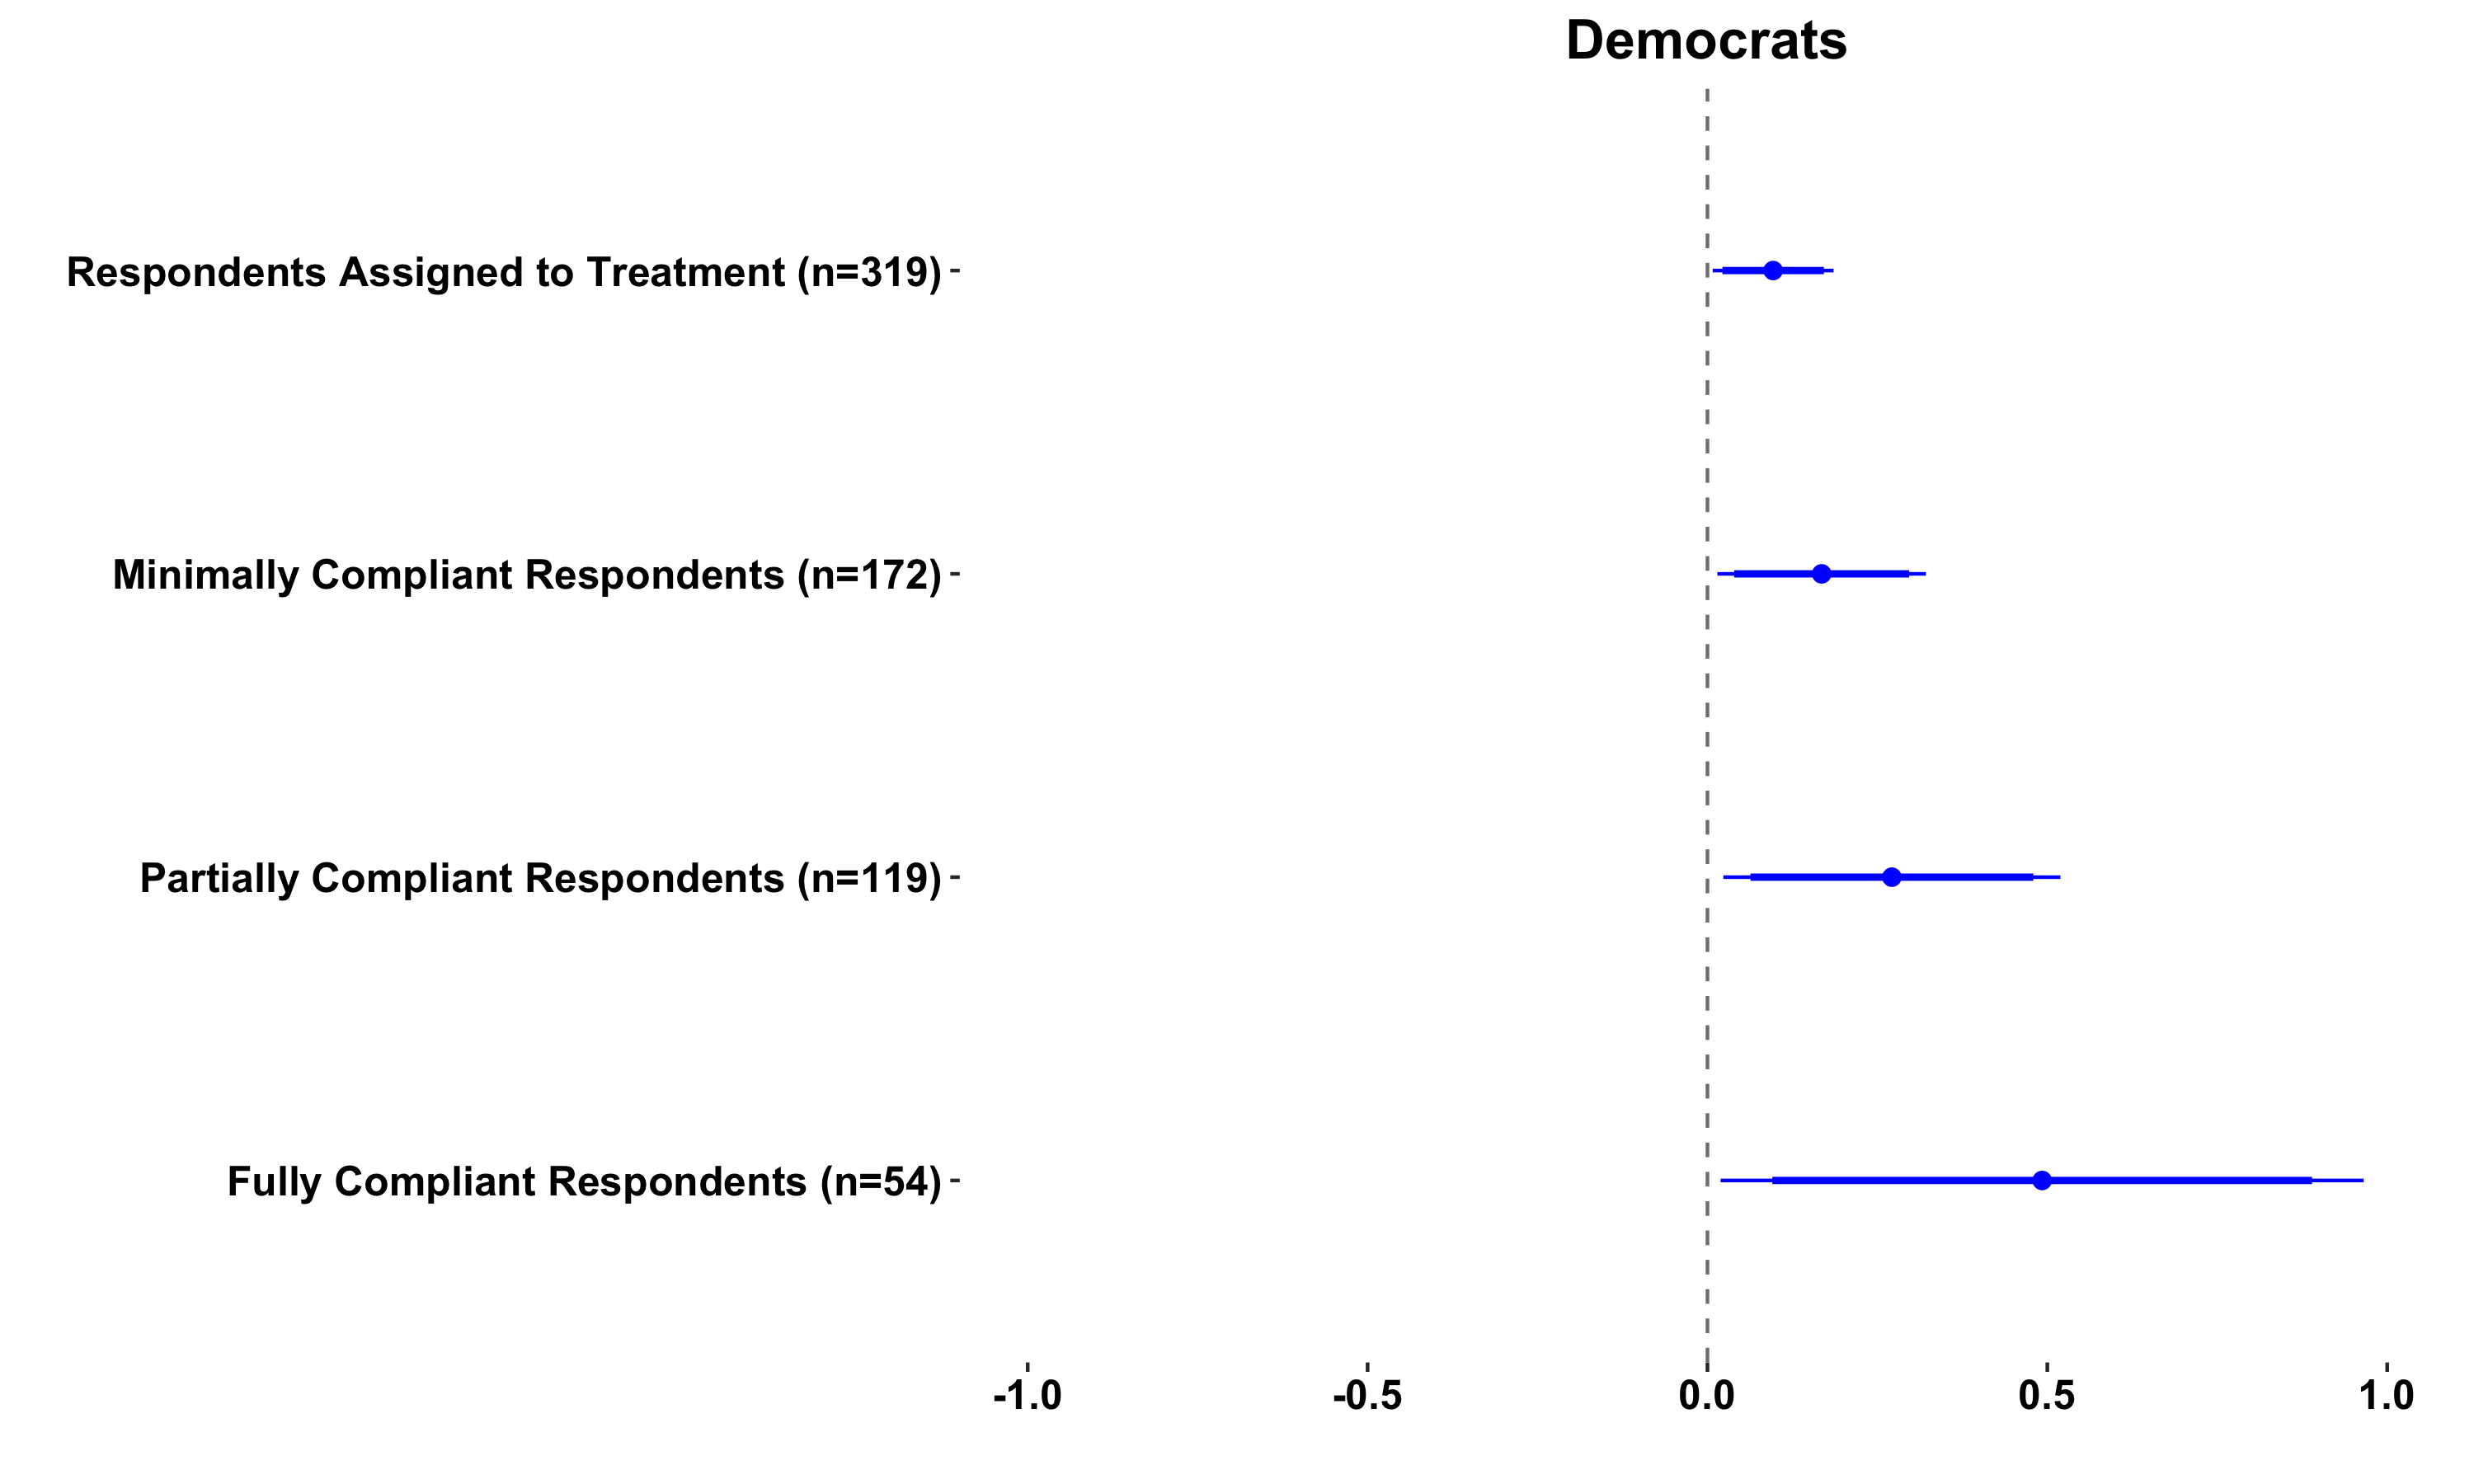 Democrats
Respondents Assigned to Treatment (n=319)
Minimally Compliant Respondents (n=172)
Partially Compliant Respondents (n=119)
Fully Compliant Respondents (n=54)
-1.0 -0.5 0.0 0.5 1.0